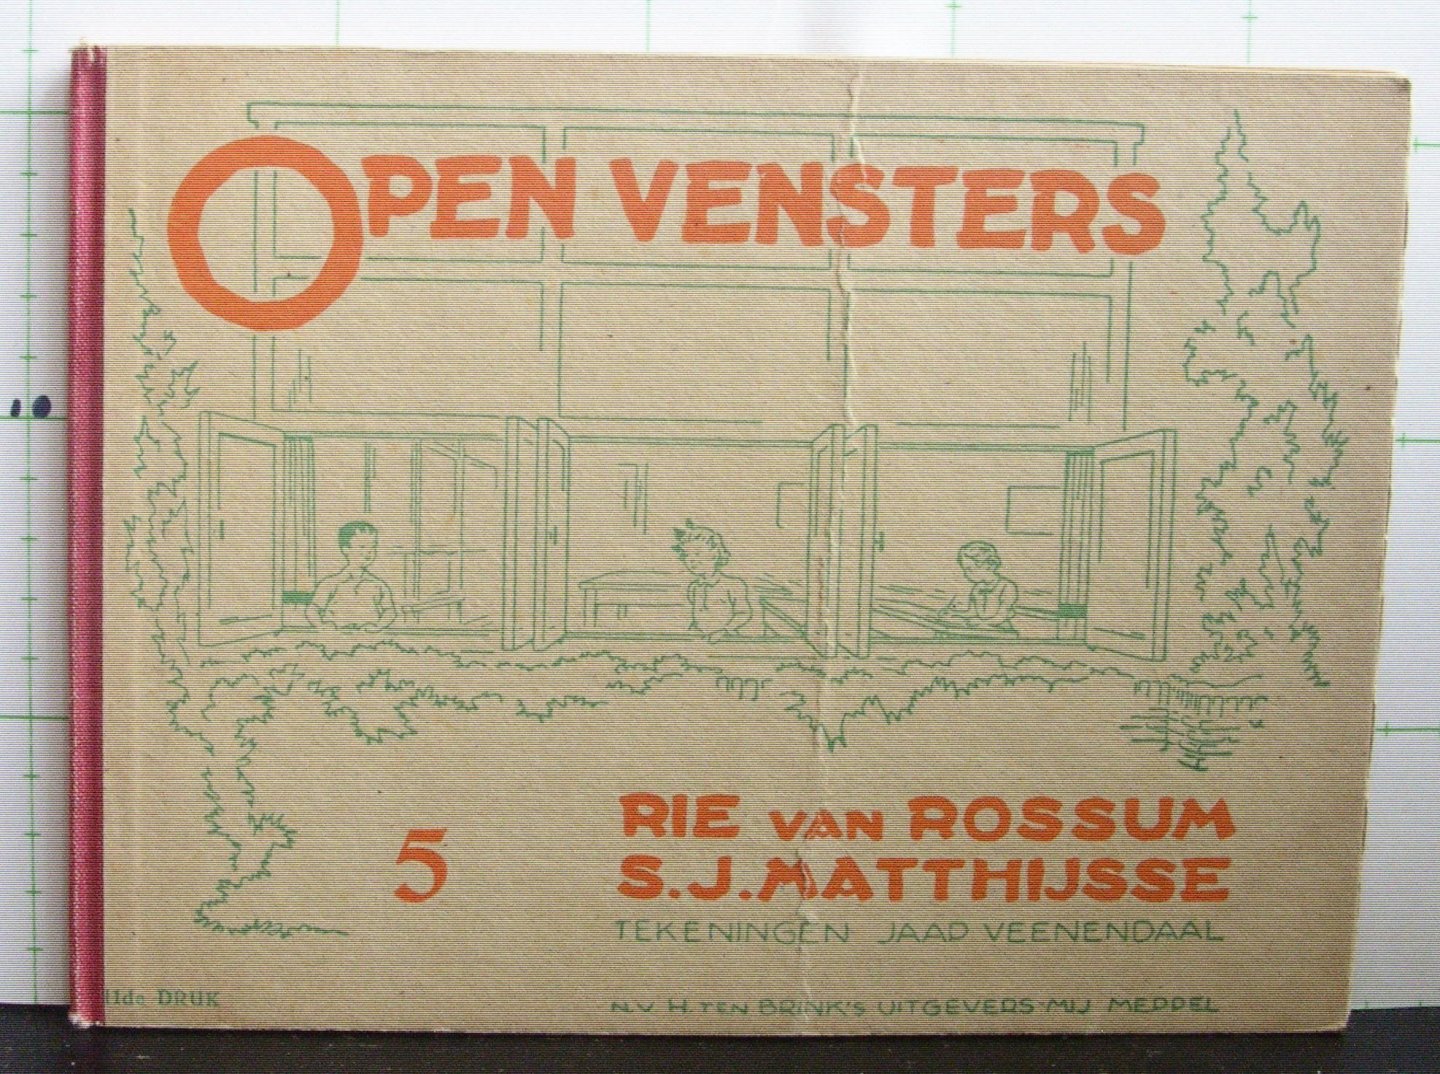 OPEN VENSTERS
5
RIE VAN ROSSUM
S.J. MATTHIJSSE
TEKENINGEN JAAP VEENENDAAL
IIde DRUK
N.V. H. TEN BRINK'S UITGEVERS-MIJ MEPPEL